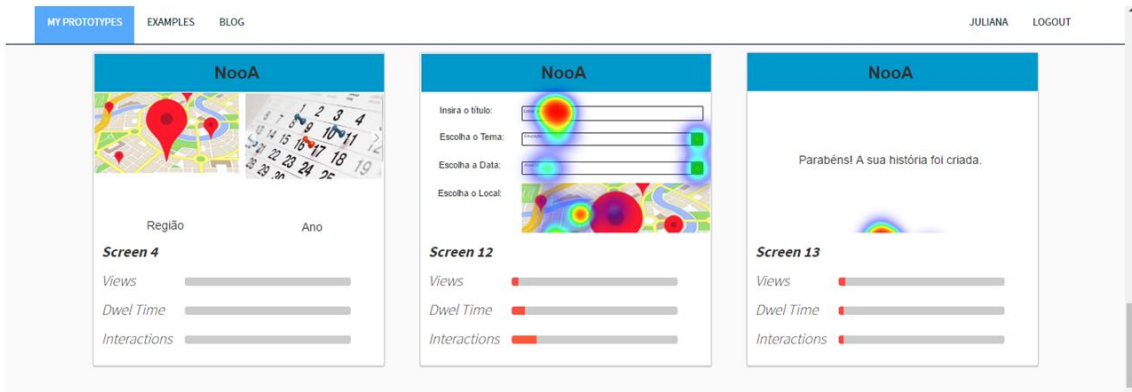 MY PROTOTYPES EXAMPLES BLOG JULIANA LOGOUT
NooA
Região Ano
Screen 4
Views
Dwel Time
Interactions
NooA
Insira o título:
Escolha o Tema:
Escolha a Data:
Escolha o Local:
Screen 12
Views
Dwel Time
Interactions
NooA
Parabéns! A sua história foi criada.
Screen 13
Views
Dwel Time
Interactions